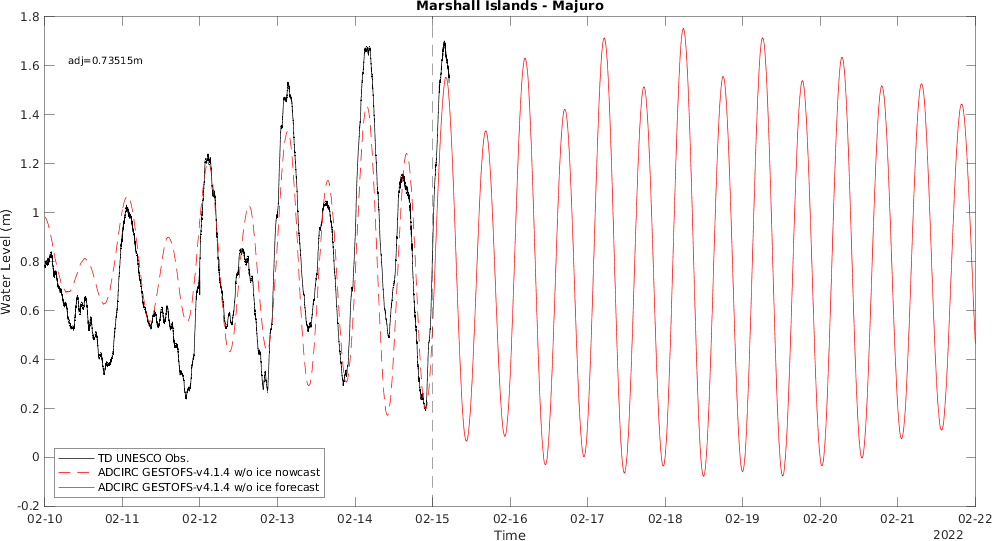 Marshall Islands - Majuro
adj=0.73515m
Water Level (m)
1.8
1.6
1.4
1.2
1
0.8
0.6
0.4
0.2
0
-0.2
TD UNESCO Obs.
ADCIRC GESTOFS-v4.1.4 w/o ice nowcast
ADCIRC GESTOFS-v4.1.4 w/o ice forecast
02-10 02-11 02-12 02-13 02-14 02-15 02-16 02-17 02-18 02-19 02-20 02-21 02-22
Time
2022